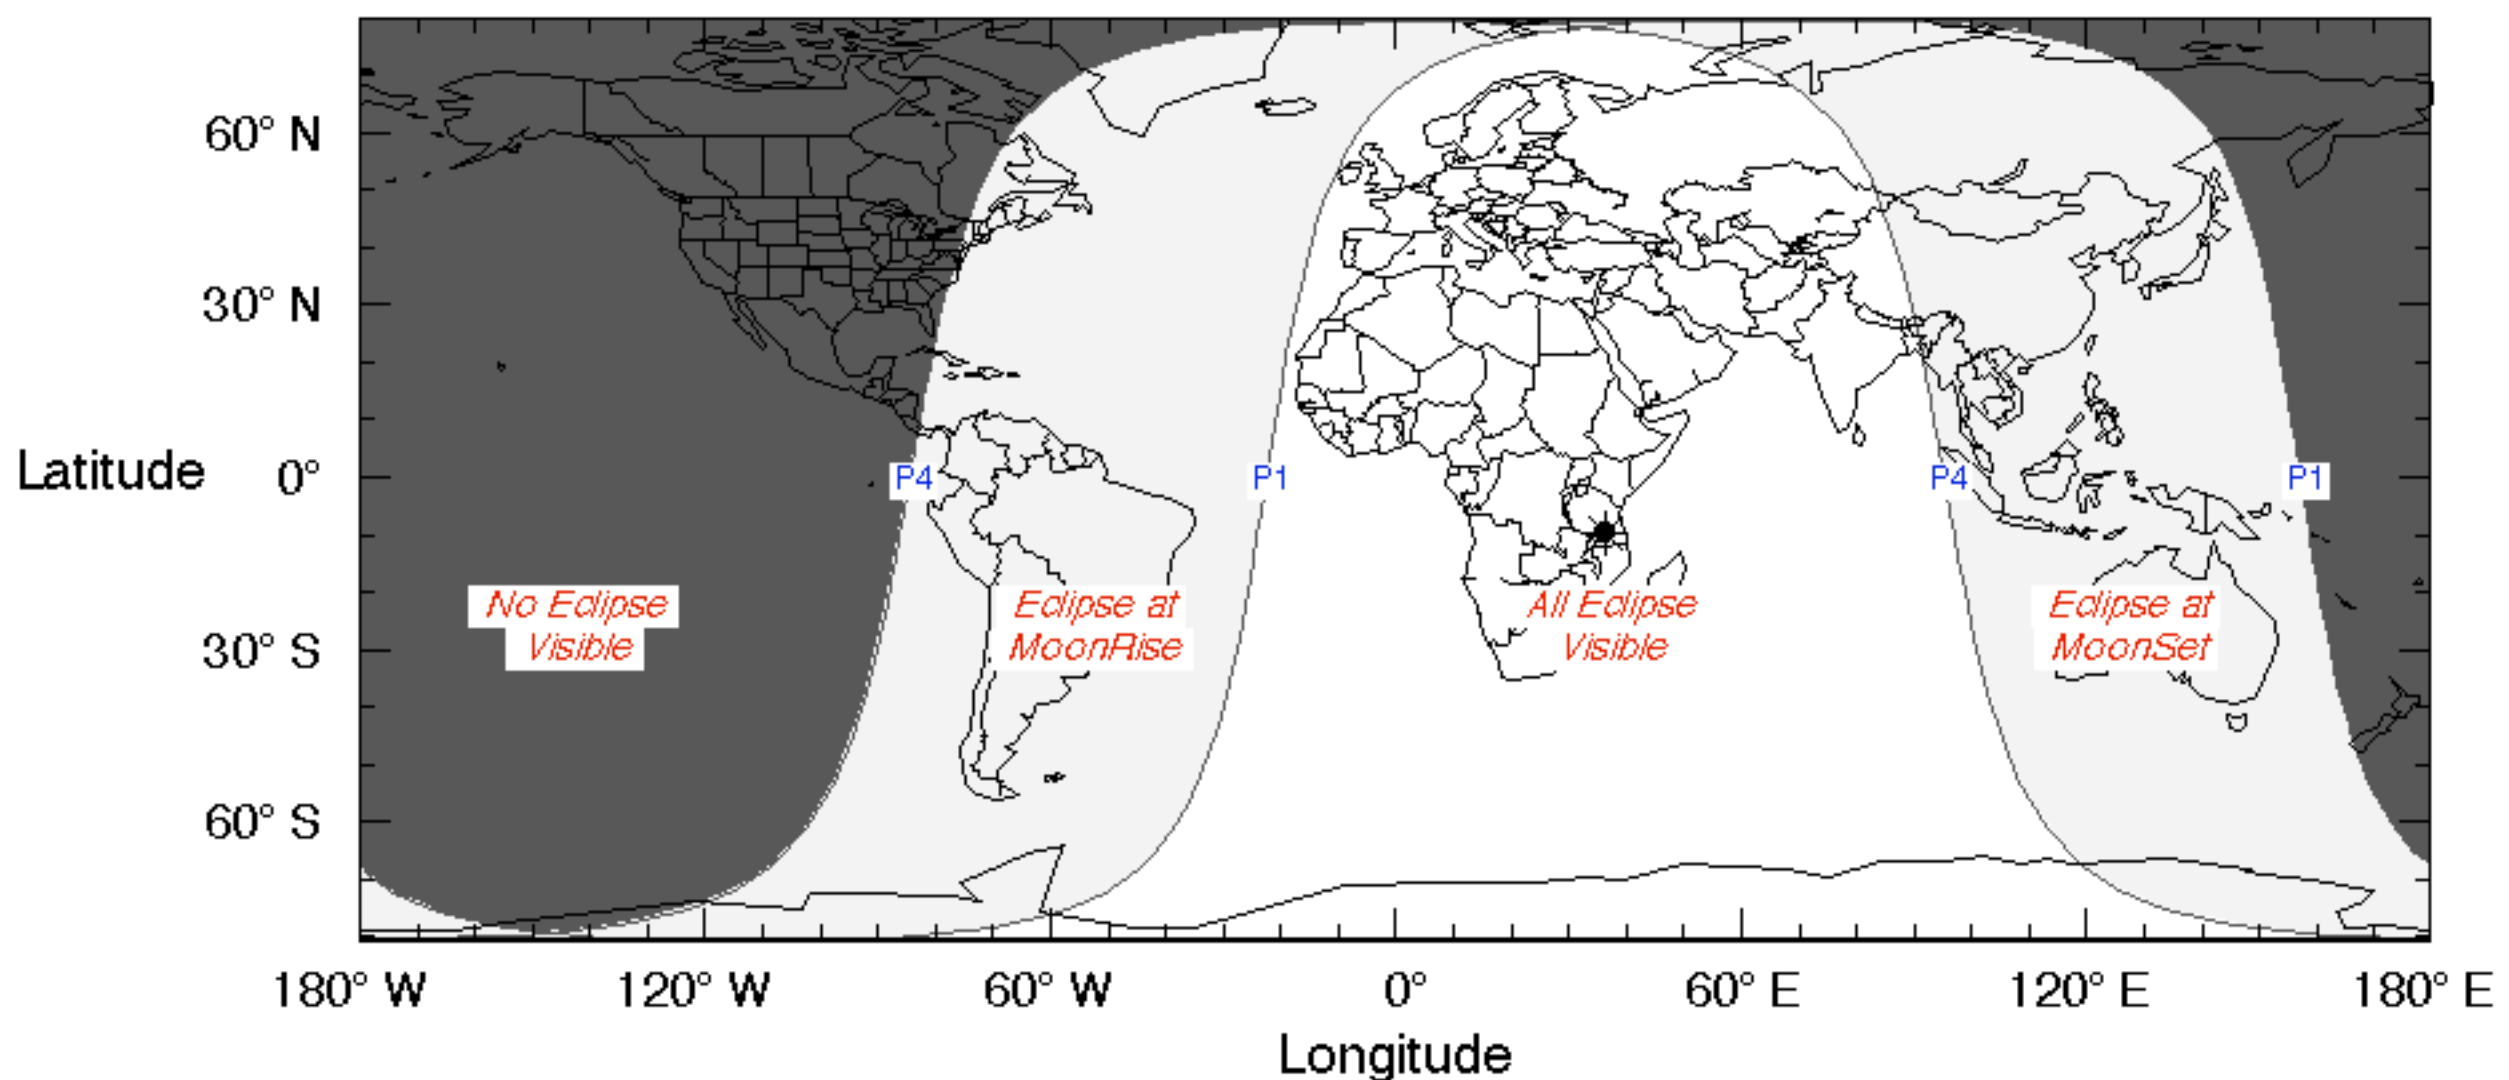 60° N
30° N
Latitude 0°
P4 P1 P4 P1
No Eclipse Visible
Eclipse at MoonRise
All Eclipse Visible
Eclipse at MoonSet
30° S
60° S
180° W 120° W 60° W 0° 60° E 120° E 180° E
Longitude